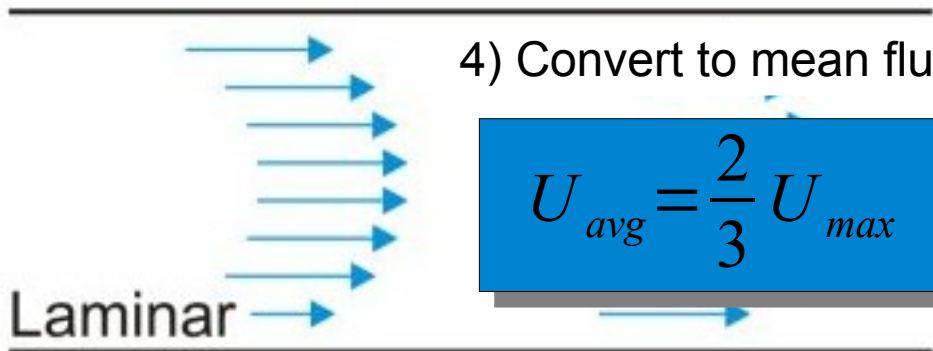 4) Convert to mean flu
U_avg = 2/3 U_max
Laminar